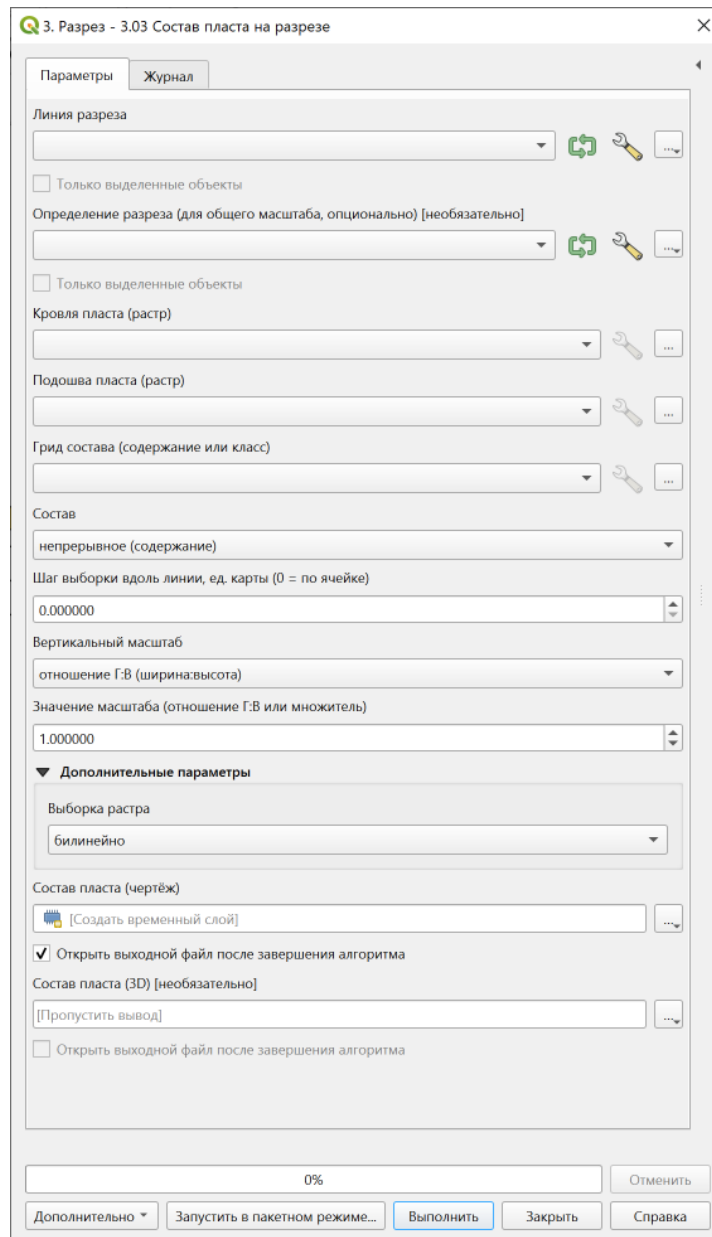 3. Разрез - 3.03 Состав пласта на разрезе
Параметры
Журнал
Линия разреза
...
Только выделенные объекты
Определение разреза (для общего масштаба, опционально) [необязательно]
...
Только выделенные объекты
Кровля пласта (растр)
...
Подошва пласта (растр)
...
Грид состава (содержание или класс)
...
Состав
непрерывное (содержание)
Шаг выборки вдоль линии, ед. карты (0 = по ячейке)
0.000000
Вертикальный масштаб
отношение Г:В (ширина:высота)
Значение масштаба (отношение Г:В или множитель)
1.000000
Дополнительные параметры
Выборка растра
билинейно
Состав пласта (чертёж)
[Создать временный слой]
...
Открыть выходной файл после завершения алгоритма
Состав пласта (3D) [необязательно]
[Пропустить вывод]
...
Открыть выходной файл после завершения алгоритма
0%
Отменить
Дополнительно
Запустить в пакетном режиме...
Выполнить
Закрыть
Справка